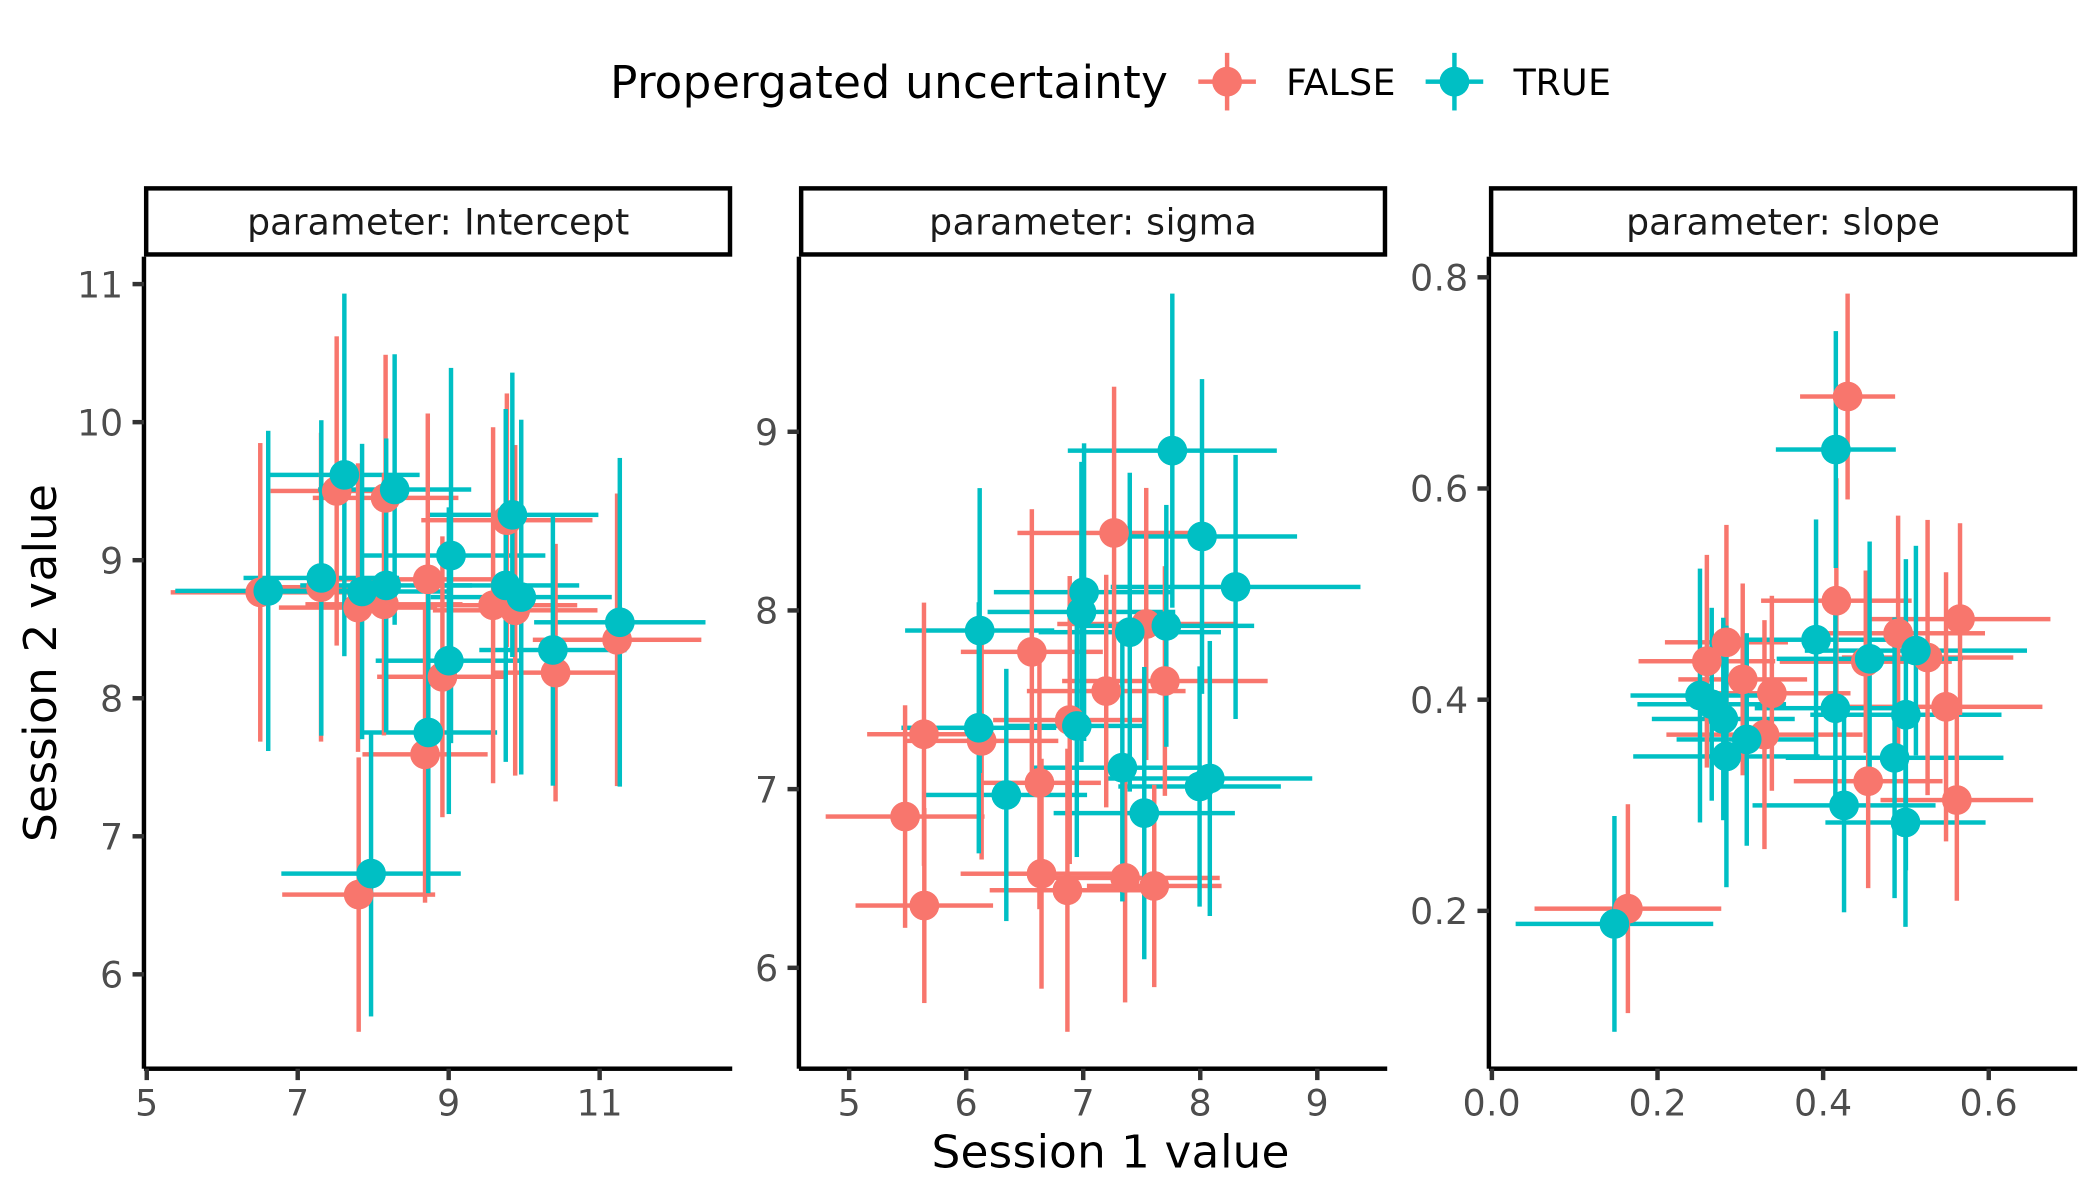 Propergated uncertainty FALSE TRUE
parameter: Intercept parameter: sigma parameter: slope
11
10
9
8
7
6
9
8
7
6
0.8
0.6
0.4
0.2
Session 2 value
5 7 9 11
5 6 7 8 9
0.0 0.2 0.4 0.6
Session 1 value